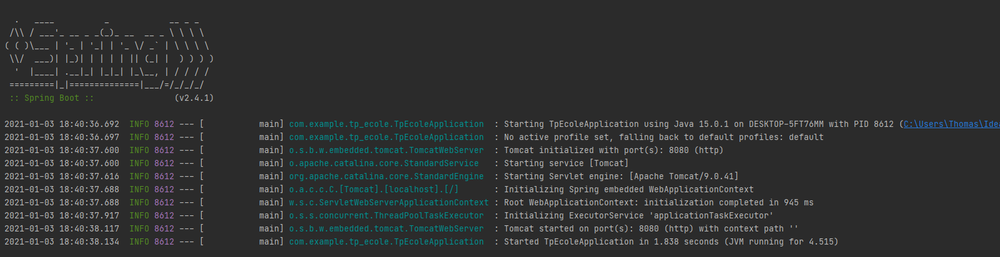 .   ____          _            __ _ _
 /\\ / ___'_ __ _ _(_)_ __  __ _ \ \ \ \
( ( )\___ | '_ | '_| | '_ \/ _` | \ \ \ \
 \\/  ___)| |_)| | | | | || (_| |  ) ) ) )
  '  |____| .__|_| |_|_| |_\__, | / / / /
 =========|_|==============|___/=/_/_/_/
 :: Spring Boot ::                (v2.4.1)
2021-01-03 18:40:36.692  INFO 8612 --- [           main] com.example.tp_ecole.TpEcoleApplication  : Starting TpEcoleApplication using Java 15.0.1 on DESKTOP-5FT76MM with PID 8612 (C:\Users\Thomas\Idea
2021-01-03 18:40:36.697  INFO 8612 --- [           main] com.example.tp_ecole.TpEcoleApplication  : No active profile set, falling back to default profiles: default
2021-01-03 18:40:37.600  INFO 8612 --- [           main] o.s.b.w.embedded.tomcat.TomcatWebServer  : Tomcat initialized with port(s): 8080 (http)
2021-01-03 18:40:37.600  INFO 8612 --- [           main] o.apache.catalina.core.StandardService   : Starting service [Tomcat]
2021-01-03 18:40:37.616  INFO 8612 --- [           main] org.apache.catalina.core.StandardEngine  : Starting Servlet engine: [Apache Tomcat/9.0.41]
2021-01-03 18:40:37.688  INFO 8612 --- [           main] o.a.c.c.C.[Tomcat].[localhost].[/]       : Initializing Spring embedded WebApplicationContext
2021-01-03 18:40:37.688  INFO 8612 --- [           main] w.s.c.ServletWebServerApplicationContext : Root WebApplicationContext: initialization completed in 945 ms
2021-01-03 18:40:37.917  INFO 8612 --- [           main] o.s.s.concurrent.ThreadPoolTaskExecutor  : Initializing ExecutorService 'applicationTaskExecutor'
2021-01-03 18:40:38.117  INFO 8612 --- [           main] o.s.b.w.embedded.tomcat.TomcatWebServer  : Tomcat started on port(s): 8080 (http) with context path ''
2021-01-03 18:40:38.134  INFO 8612 --- [           main] com.example.tp_ecole.TpEcoleApplication  : Started TpEcoleApplication in 1.838 seconds (JVM running for 4.515)